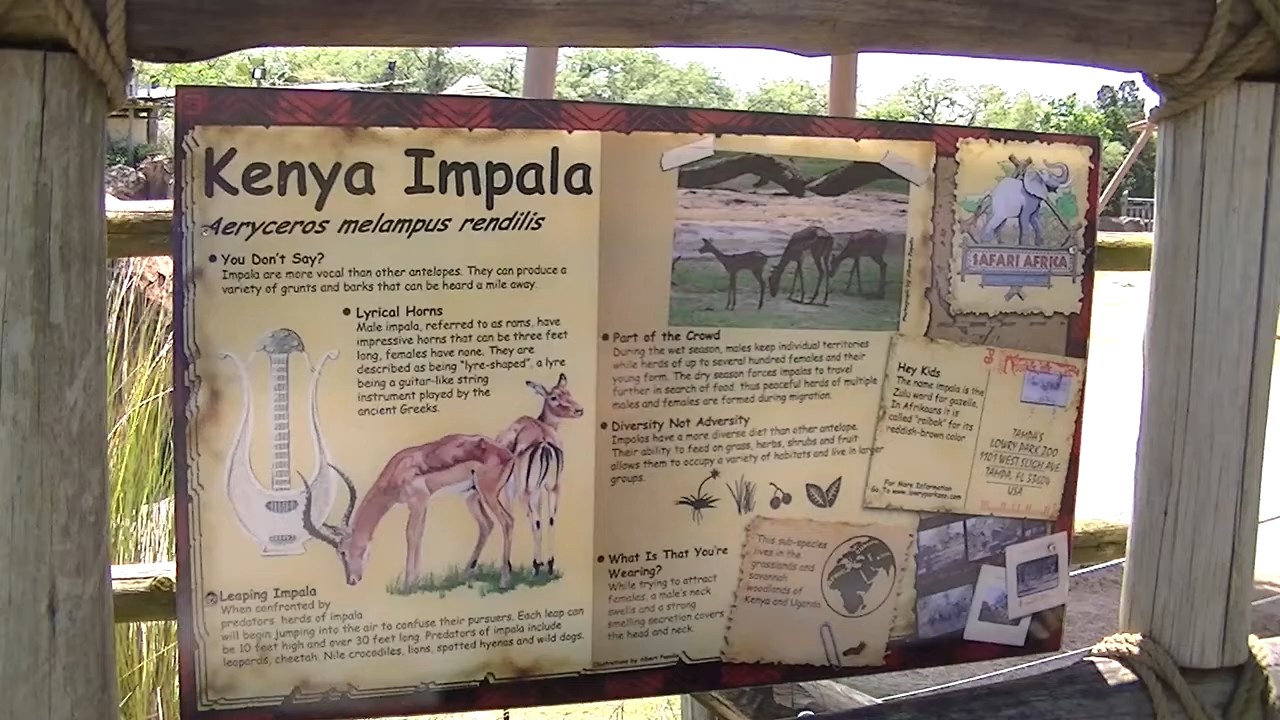 Kenya Impala
Aeryceros melampus rendilis
You Don't Say?
Impala are more vocal than other antelopes. They can produce a
variety of grunts and barks that can be heard a mile away.
Lyrical Horns
Male impala, referred to as rams, have
impressive horns that can be three feet
long, females have none. They are
described as being "lyre-shaped", a lyre
being a guitar-like string
instrument played by the
ancient Greeks.
Leaping Impala
When confronted by
predators, herds of impala
will begin jumping into the air to confuse their pursuers. Each leap can
be 10 feet high and over 30 feet long. Predators of impala include
leopards, cheetah, Nile crocodiles, lions, spotted hyenas and wild dogs.
Part of the Crowd
During the wet season, males keep individual territories
while herds of up to several hundred females and their
young form. The dry season forces impalas to travel
further in search of food, thus peaceful herds of multiple
males and females are formed during migration.
Diversity Not Adversity
Impalas have a more diverse diet than other antelope.
Their ability to feed on grass, herbs, shrubs and fruit
allows them to occupy a variety of habitats and live in larger
groups.
What Is That You're
Wearing?
While trying to attract
females, a male's neck
swells and a strong
smelling secretion covers
the head and neck.
Illustrations by Albert
This sub-species
lives in the
grasslands and
savannah
woodlands of
Kenya and Uganda
SAFARI AFRICA
Hey Kids
The name impala is the
Zulu word for gazelle.
In Afrikaans it is
called "roibok" for its
reddish-brown color
For More Information
Go To www.lowryparkzoo.com
TAMPA'S
LOWRY PARK ZOO
1101 WEST SLIGH AVE.
TAMPA, FL 33604
USA